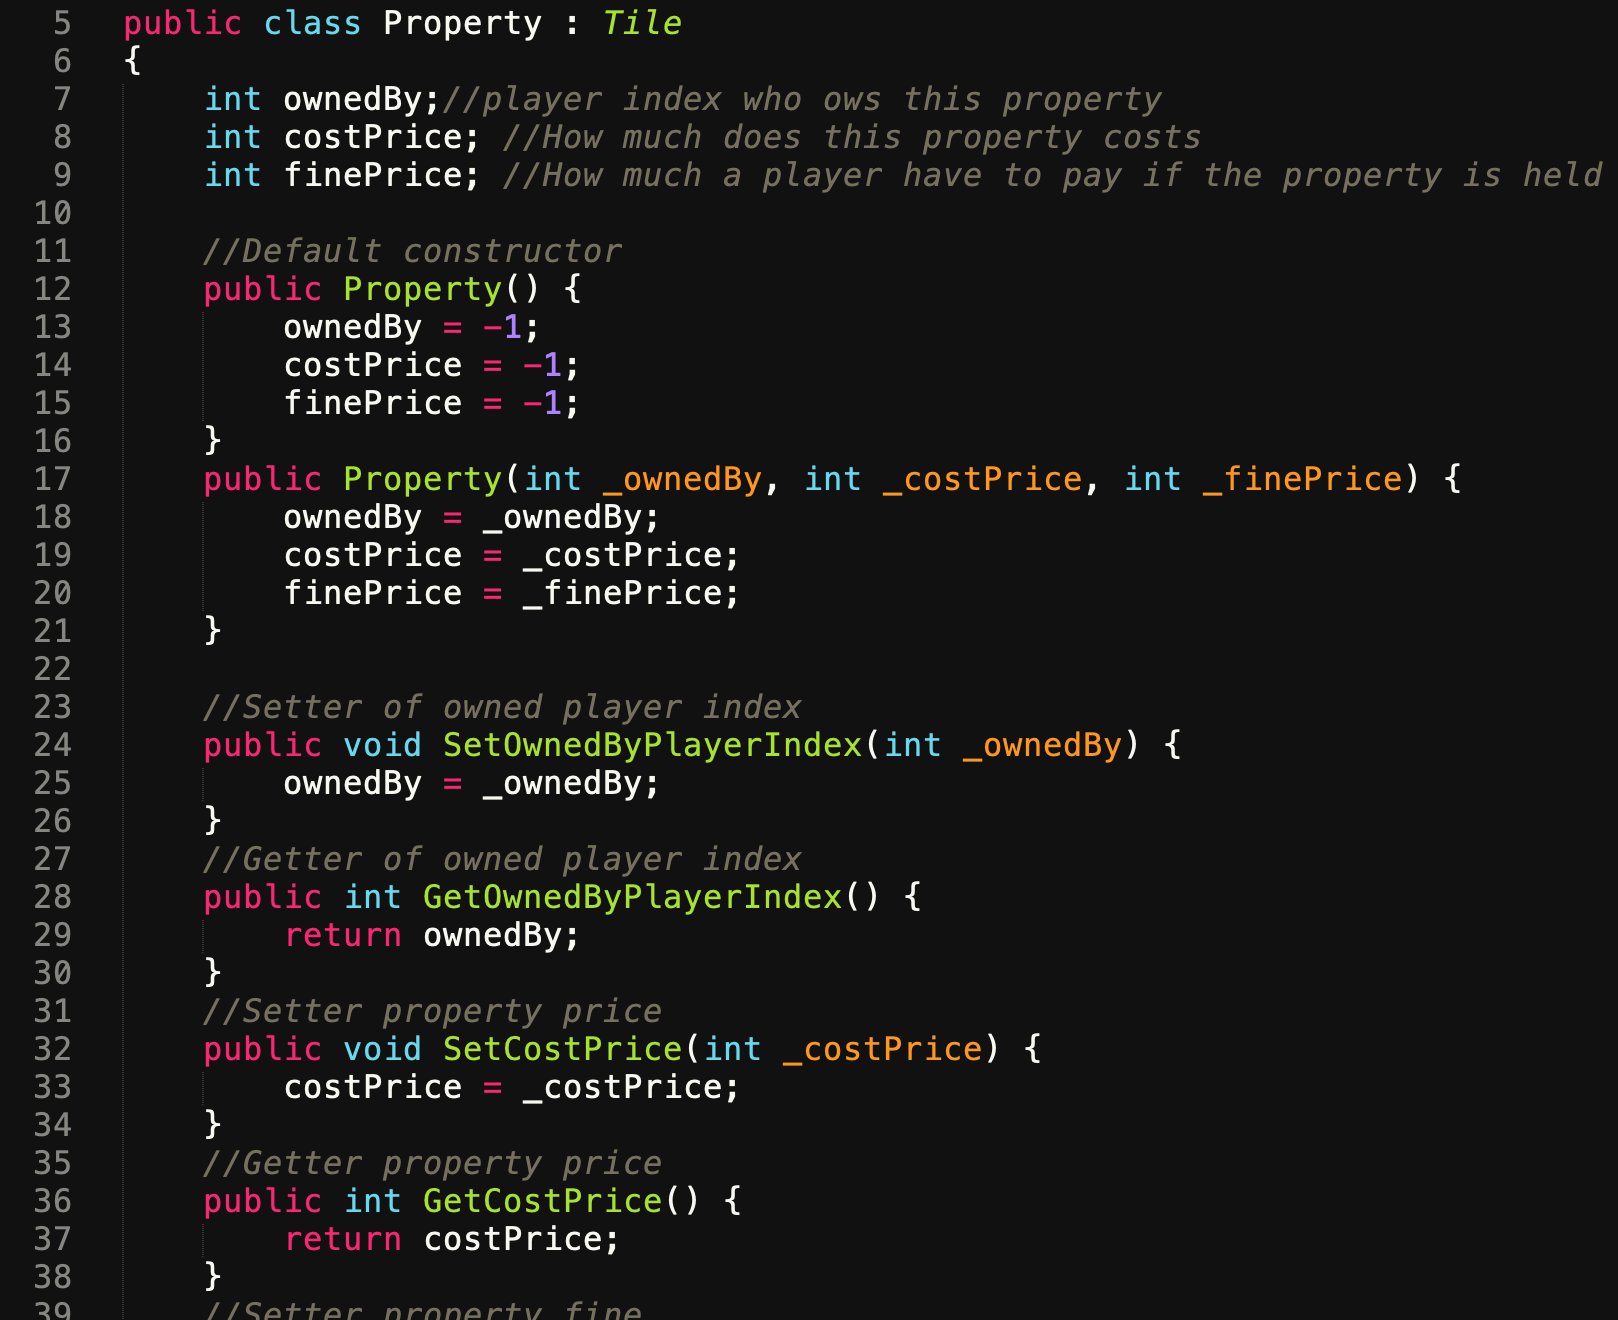 5 public class Property : Tile
6 {
7 int ownedBy;//player index who ows this property
8 int costPrice; //How much does this property costs
9 int finePrice; //How much a player have to pay if the property is held
10
11 //Default constructor
12 public Property() {
13 ownedBy = -1;
14 costPrice = -1;
15 finePrice = -1;
16 }
17 public Property(int _ownedBy, int _costPrice, int _finePrice) {
18 ownedBy = _ownedBy;
19 costPrice = _costPrice;
20 finePrice = _finePrice;
21 }
22
23 //Setter of owned player index
24 public void SetOwnedByPlayerIndex(int _ownedBy) {
25 ownedBy = _ownedBy;
26 }
27 //Getter of owned player index
28 public int GetOwnedByPlayerIndex() {
29 return ownedBy;
30 }
31 //Setter property price
32 public void SetCostPrice(int _costPrice) {
33 costPrice = _costPrice;
34 }
35 //Getter property price
36 public int GetCostPrice() {
37 return costPrice;
38 }
39 //Setter property fine